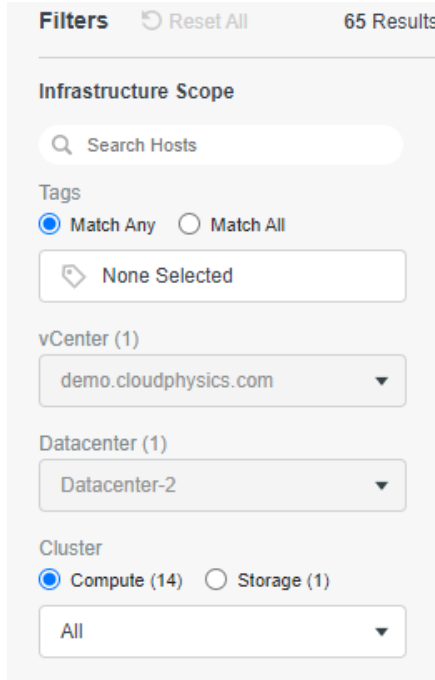 Filters Reset All 65 Results
Infrastructure Scope
Search Hosts
Tags
Match Any Match All
None Selected
vCenter (1)
demo.cloudphysics.com
Datacenter (1)
Datacenter-2
Cluster
Compute (14) Storage (1)
All